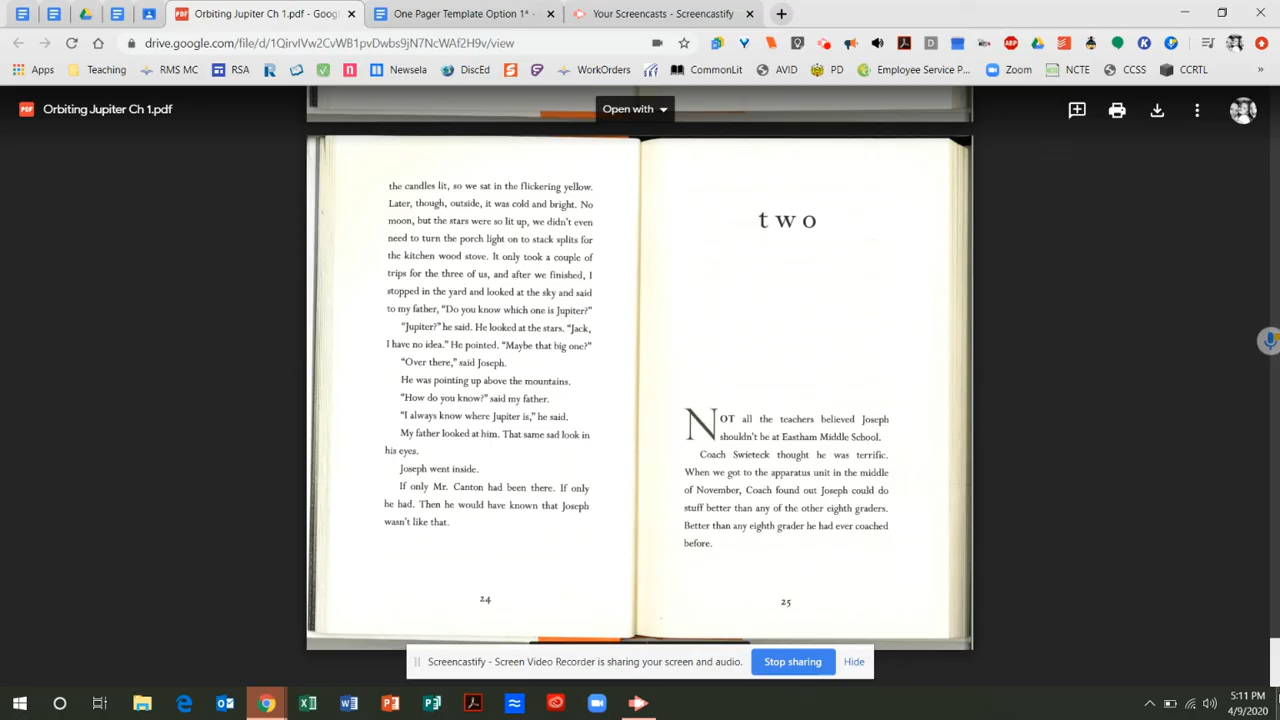 Orbiting Jupiter Ch 1.pdf - Goog
One Pager Template Option 1* -
Your Screencasts - Screencastify
drive.google.com/file/d/1QirvIVw2CvWB1pvDwbs9jN7NcWAf2H9v/view
Apps
Teaching
RMS MC
RSA
Newsela
DiscEd
WorkOrders
CommonLit
AVID
PD
Employee Service P...
Zoom
NCTE
CCSS
CCRTL
»
PDF Orbiting Jupiter Ch 1.pdf
Open with
the candles lit, so we sat in the flickering yellow.
Later, though, outside, it was cold and bright. No
moon, but the stars were so lit up, we didn't even
need to turn the porch light on to stack splits for
the kitchen wood stove. It only took a couple of
trips for the three of us, and after we finished, I
stopped in the yard and looked at the sky and said
to my father, "Do you know which one is Jupiter?"
"Jupiter?" he said. He looked at the stars. "Jack,
I have no idea." He pointed. "Maybe that big one?"
"Over there," said Joseph.
He was pointing up above the mountains.
"How do you know?" said my father.
"I always know where Jupiter is," he said.
My father looked at him. That same sad look in
his eyes.
Joseph went inside.
If only Mr. Canton had been there. If only
he had. Then he would have known that Joseph
wasn't like that.
24
two
NOT all the teachers believed Joseph
shouldn't be at Eastham Middle School.
Coach Swieteck thought he was terrific.
When we got to the apparatus unit in the middle
of November, Coach found out Joseph could do
stuff better than any of the other eighth graders.
Better than any eighth grader he had ever coached
before.
25
Screencastify - Screen Video Recorder is sharing your screen and audio.
Stop sharing
Hide
5:11 PM
4/9/2020